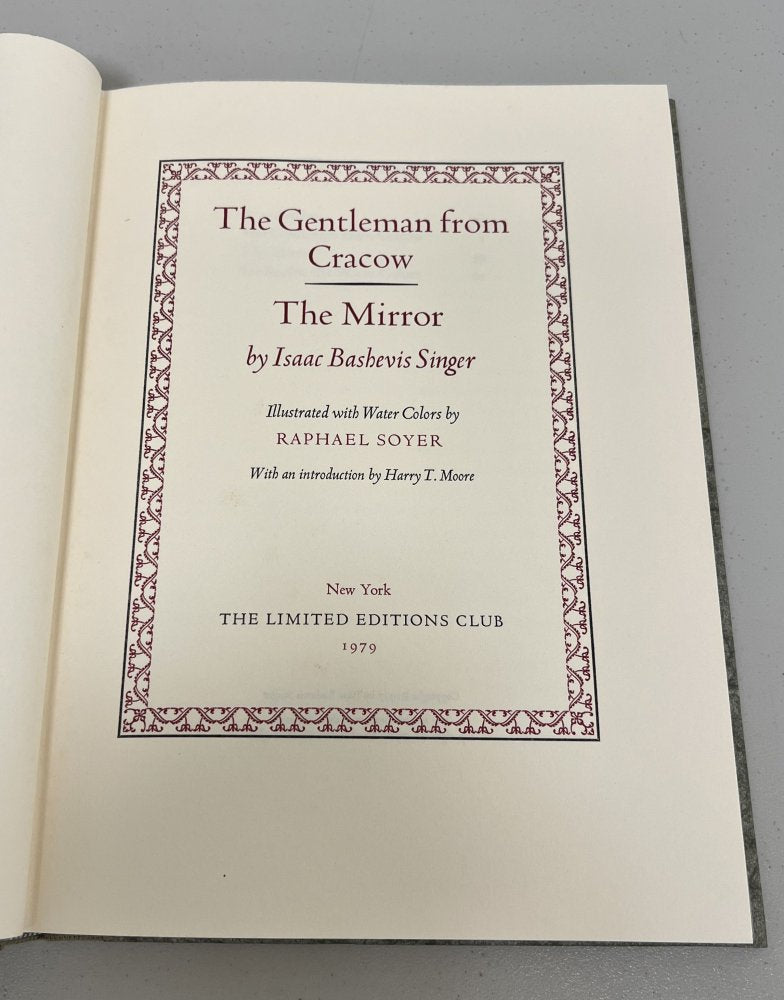 The Gentleman from
Cracow
The Mirror
by Isaac Bashevis Singer
Illustrated with Water Colors by
RAPHAEL SOYER
With an introduction by Harry T. Moore
New York
THE LIMITED EDITIONS CLUB
1979